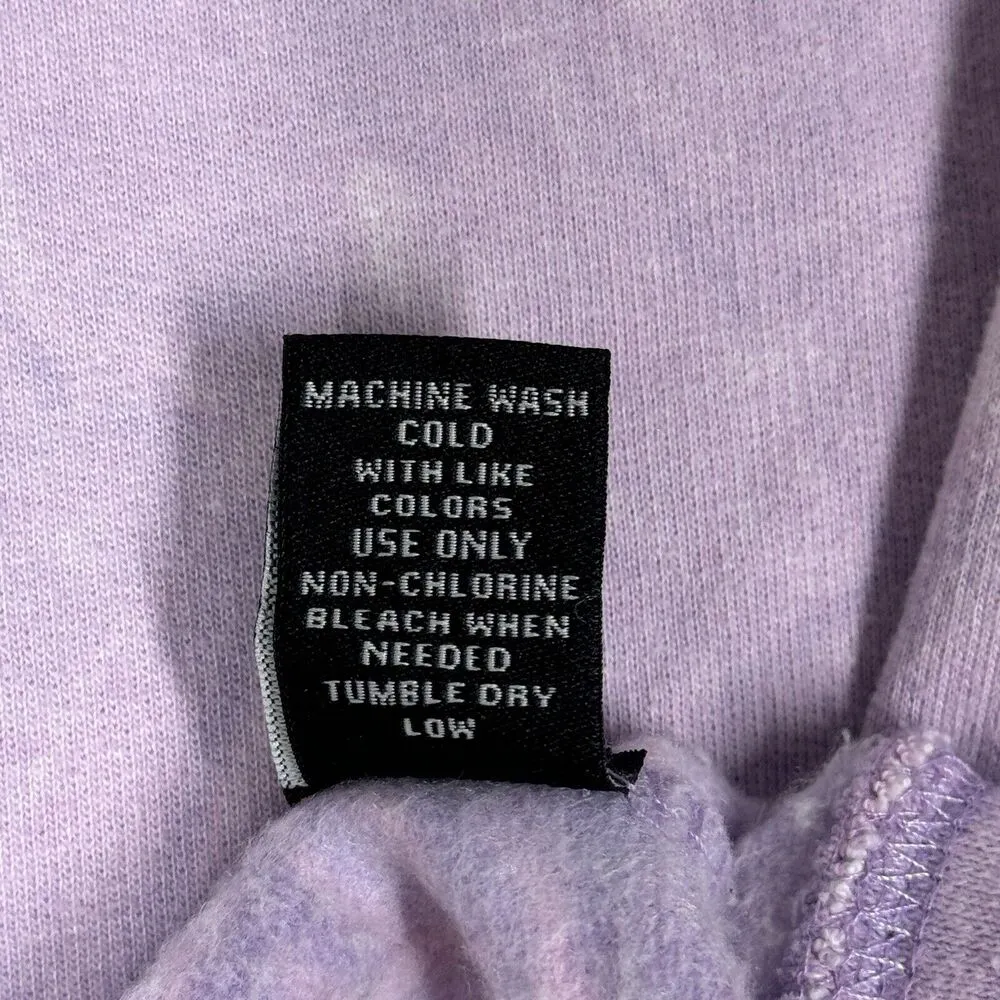 MACHINE WASH
COLD
WITH LIKE
COLORS
USE ONLY
NON-CHLORINE
BLEACH WHEN
NEEDED
TUMBLE DRY
LOW